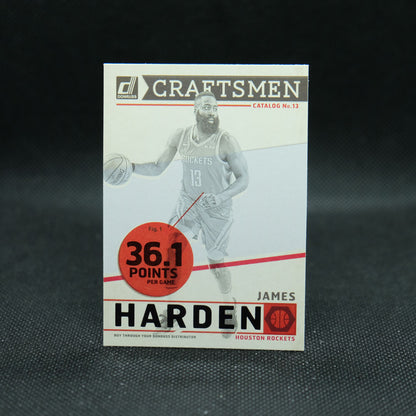 CRAFTSMEN
DONRUSS
CATALOG No.13
ROCKETS
13
Fig. 1
36.1
POINTS
PER GAME
JAMES
HARDEN
BUY THROUGH YOUR DONRUSS DISTRIBUTOR
HOUSTON ROCKETS